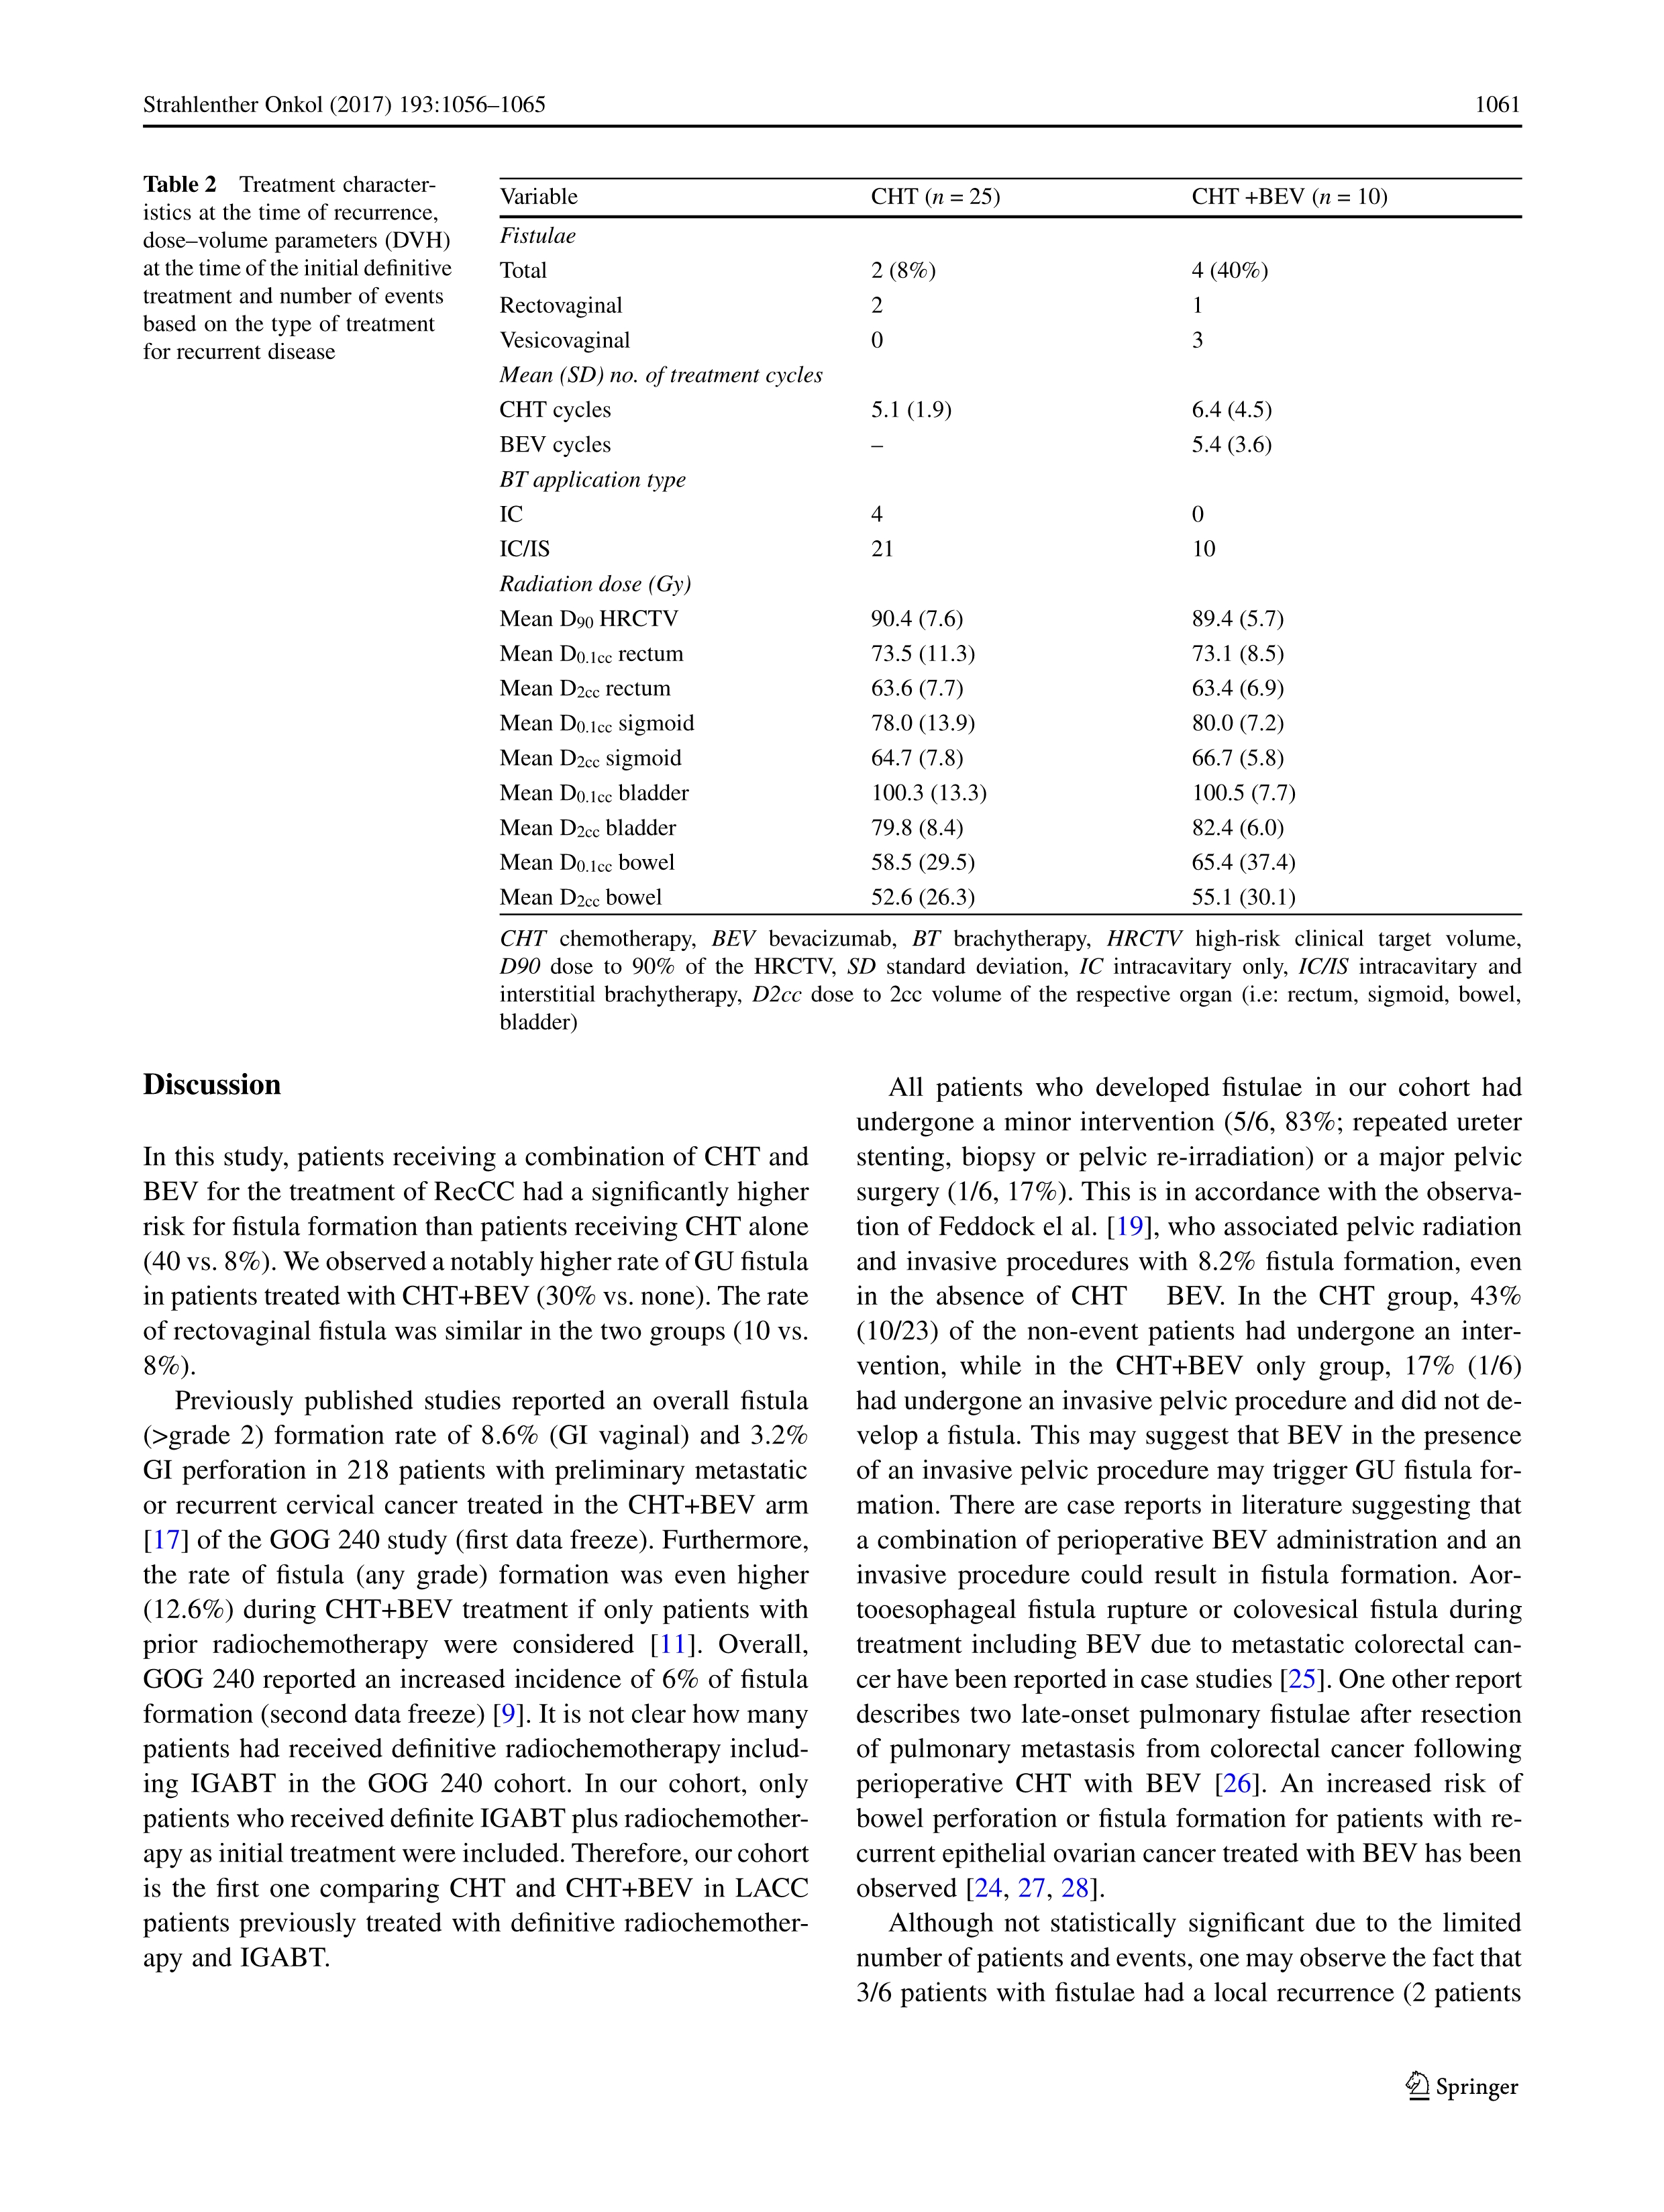 Strahlenther Onkol (2017) 193:1056–1065 1061
Table 2 Treatment character-
istics at the time of recurrence,
dose–volume parameters (DVH)
at the time of the initial definitive
treatment and number of events
based on the type of treatment
for recurrent disease
Variable CHT (n = 25) CHT +BEV (n = 10)
Fistulae
Total 2 (8%) 4 (40%)
Rectovaginal 2 1
Vesicovaginal 0 3
Mean (SD) no. of treatment cycles
CHT cycles 5.1 (1.9) 6.4 (4.5)
BEV cycles – 5.4 (3.6)
BT application type
IC 4 0
IC/IS 21 10
Radiation dose (Gy)
Mean D90 HRCTV 90.4 (7.6) 89.4 (5.7)
Mean D0.1cc rectum 73.5 (11.3) 73.1 (8.5)
Mean D2cc rectum 63.6 (7.7) 63.4 (6.9)
Mean D0.1cc sigmoid 78.0 (13.9) 80.0 (7.2)
Mean D2cc sigmoid 64.7 (7.8) 66.7 (5.8)
Mean D0.1cc bladder 100.3 (13.3) 100.5 (7.7)
Mean D2cc bladder 79.8 (8.4) 82.4 (6.0)
Mean D0.1cc bowel 58.5 (29.5) 65.4 (37.4)
Mean D2cc bowel 52.6 (26.3) 55.1 (30.1)
CHT chemotherapy, BEV bevacizumab, BT brachytherapy, HRCTV high-risk clinical target volume,
D90 dose to 90% of the HRCTV, SD standard deviation, IC intracavitary only, IC/IS intracavitary and
interstitial brachytherapy, D2cc dose to 2cc volume of the respective organ (i.e: rectum, sigmoid, bowel,
bladder)
Discussion
In this study, patients receiving a combination of CHT and
BEV for the treatment of RecCC had a significantly higher
risk for fistula formation than patients receiving CHT alone
(40 vs. 8%). We observed a notably higher rate of GU fistula
in patients treated with CHT+BEV (30% vs. none). The rate
of rectovaginal fistula was similar in the two groups (10 vs.
8%).
Previously published studies reported an overall fistula
(>grade 2) formation rate of 8.6% (GI vaginal) and 3.2%
GI perforation in 218 patients with preliminary metastatic
or recurrent cervical cancer treated in the CHT+BEV arm
[17] of the GOG 240 study (first data freeze). Furthermore,
the rate of fistula (any grade) formation was even higher
(12.6%) during CHT+BEV treatment if only patients with
prior radiochemotherapy were considered [11]. Overall,
GOG 240 reported an increased incidence of 6% of fistula
formation (second data freeze) [9]. It is not clear how many
patients had received definitive radiochemotherapy includ-
ing IGABT in the GOG 240 cohort. In our cohort, only
patients who received definite IGABT plus radiochemother-
apy as initial treatment were included. Therefore, our cohort
is the first one comparing CHT and CHT+BEV in LACC
patients previously treated with definitive radiochemother-
apy and IGABT.
All patients who developed fistulae in our cohort had
undergone a minor intervention (5/6, 83%; repeated ureter
stenting, biopsy or pelvic re-irradiation) or a major pelvic
surgery (1/6, 17%). This is in accordance with the observa-
tion of Feddock el al. [19], who associated pelvic radiation
and invasive procedures with 8.2% fistula formation, even
in the absence of CHT BEV. In the CHT group, 43%
(10/23) of the non-event patients had undergone an inter-
vention, while in the CHT+BEV only group, 17% (1/6)
had undergone an invasive pelvic procedure and did not de-
velop a fistula. This may suggest that BEV in the presence
of an invasive pelvic procedure may trigger GU fistula for-
mation. There are case reports in literature suggesting that
a combination of perioperative BEV administration and an
invasive procedure could result in fistula formation. Aor-
tooesophageal fistula rupture or colovesical fistula during
treatment including BEV due to metastatic colorectal can-
cer have been reported in case studies [25]. One other report
describes two late-onset pulmonary fistulae after resection
of pulmonary metastasis from colorectal cancer following
perioperative CHT with BEV [26]. An increased risk of
bowel perforation or fistula formation for patients with re-
current epithelial ovarian cancer treated with BEV has been
observed [24, 27, 28].
Although not statistically significant due to the limited
number of patients and events, one may observe the fact that
3/6 patients with fistulae had a local recurrence (2 patients
Springer